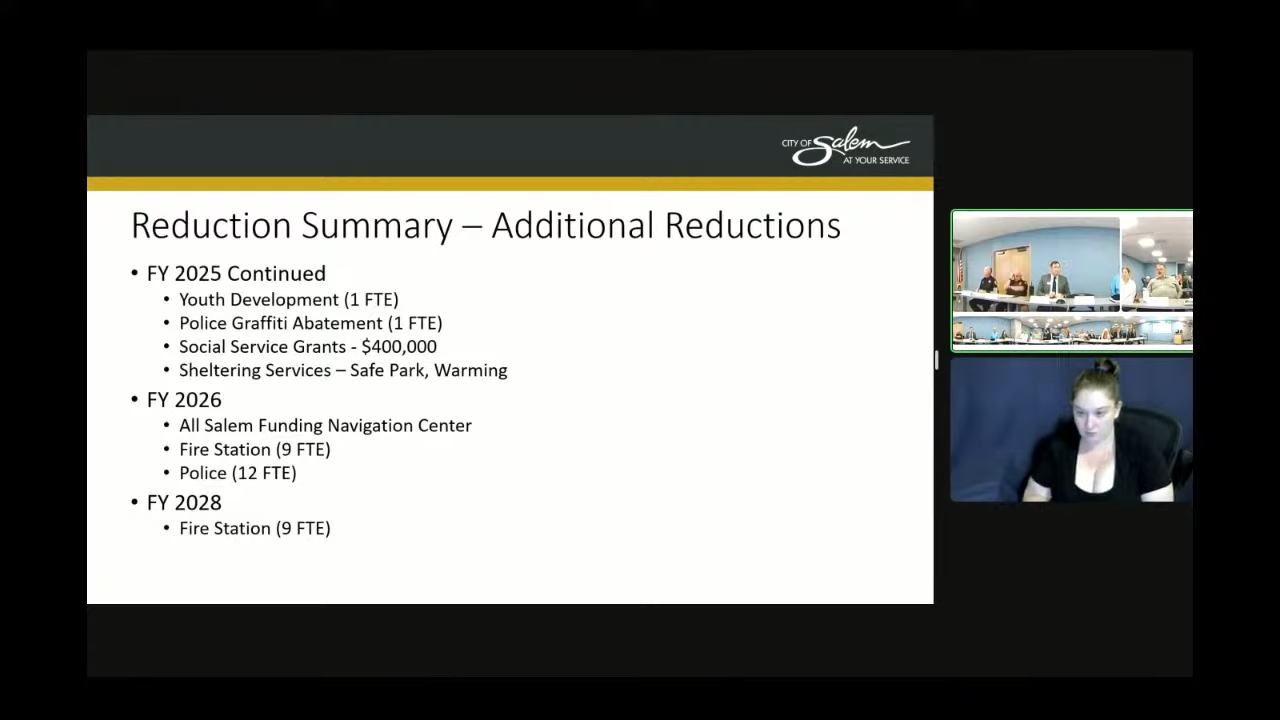 CITY OF Salem
AT YOUR SERVICE
Reduction Summary – Additional Reductions
• FY 2025 Continued
• Youth Development (1 FTE)
• Police Graffiti Abatement (1 FTE)
• Social Service Grants - $400,000
• Sheltering Services – Safe Park, Warming
• FY 2026
• All Salem Funding Navigation Center
• Fire Station (9 FTE)
• Police (12 FTE)
• FY 2028
• Fire Station (9 FTE)